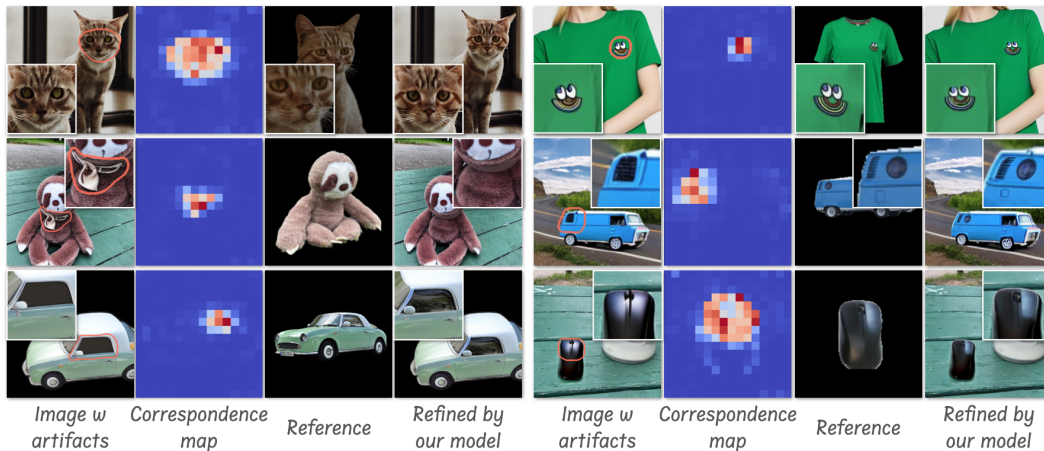 Image w
artifacts
Correspondence
map
Reference
Refined by
our model
Image w
artifacts
Correspondence
map
Reference
Refined by
our model